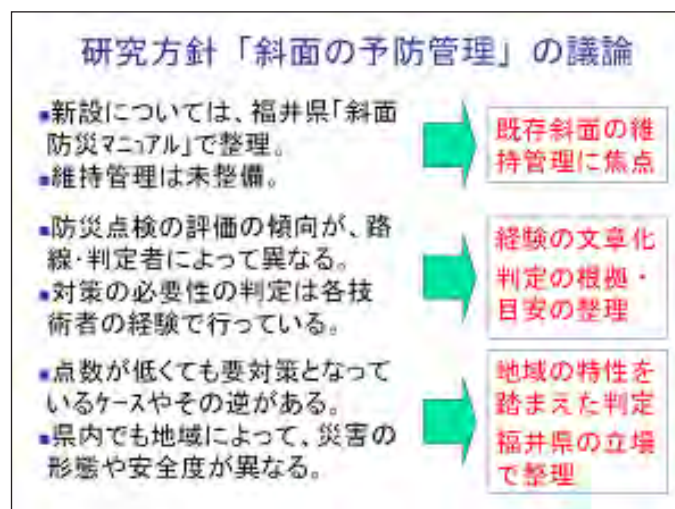 研究方針「斜面の予防管理」の議論
■新設については、福井県「斜面
防災マニュアル」で整理。
■維持管理は未整備。
既存斜面の維
持管理に焦点
■防災点検の評価の傾向が、路
線・判定者によって異なる。
■対策の必要性の判定は各技
術者の経験で行っている。
経験の文章化
判定の根拠・
目安の整理
■点数が低くても要対策となって
いるケースやその逆がある。
■県内でも地域によって、災害の
形態や安全度が異なる。
地域の特性を
踏まえた判定
福井県の立場
で整理